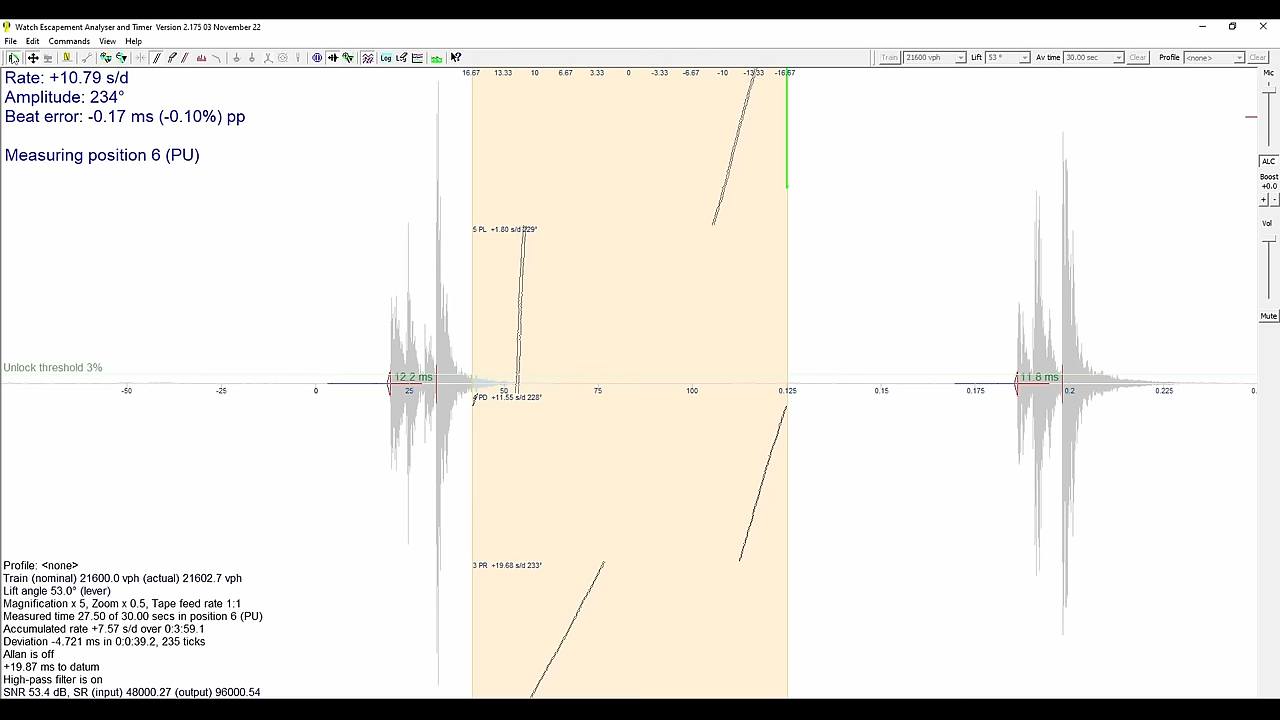 Watch Escapement Analyser and Timer Version 2.175 03 November 22
File Edit Commands View Help
Log Train 21600 vph Lift 53 ° Av time 30.00 sec Clear Profile <none> Clear
Rate: +10.79 s/d
Amplitude: 234°
Beat error: -0.17 ms (-0.10%) pp
Measuring position 6 (PU)
16.67 13.33 10 6.67 3.33 0 -3.33 -6.67 -10 -13.33 -16.67
Mic
ALC
Boost
+0.0
+ -
Vol
Mute
5 PL +1.80 s/d 229°
Unlock threshold 3%
12.2 ms 11.8 ms
-50 -25 0 25 50 75 100 0.125 0.15 0.175 0.2 0.225
PD +11.55 s/d 228°
3 PR +19.68 s/d 233°
Profile: <none>
Train (nominal) 21600.0 vph (actual) 21602.7 vph
Lift angle 53.0° (lever)
Magnification x 5, Zoom x 0.5, Tape feed rate 1:1
Measured time 27.50 of 30.00 secs in position 6 (PU)
Accumulated rate +7.57 s/d over 0:3:59.1
Deviation -4.721 ms in 0:0:39.2, 235 ticks
Allan is off
+19.87 ms to datum
High-pass filter is on
SNR 53.4 dB, SR (input) 48000.27 (output) 96000.54